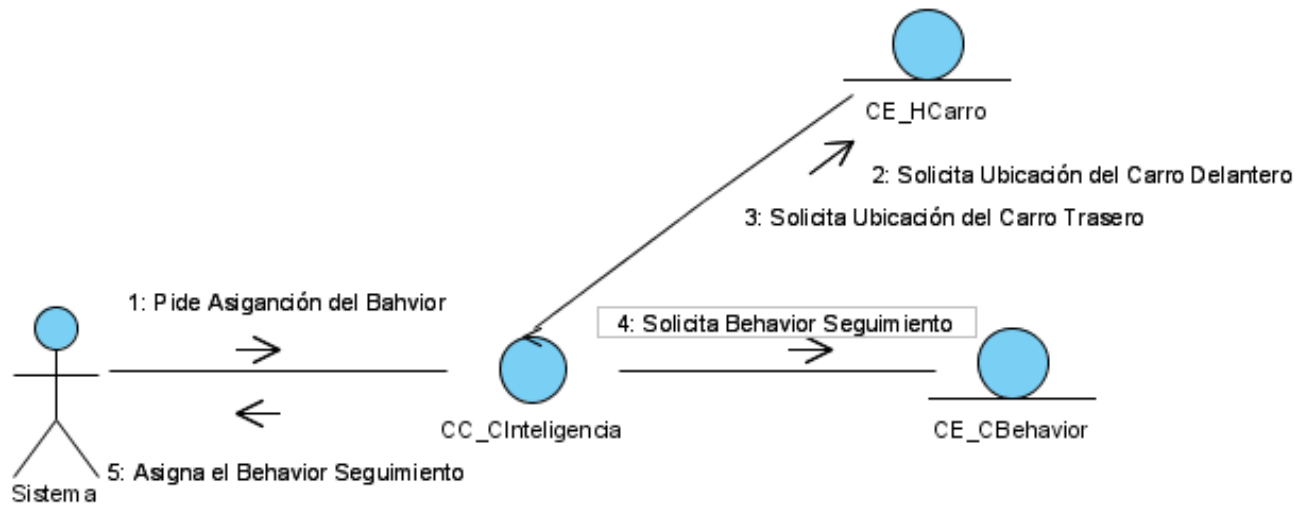 CE_HCarro
2: Solicita Ubicación del Carro Delantero
3: Solicita Ubicación del Carro Trasero
1: Pide Asiganción del Bahvior
4: Solicita Behavior Seguimiento
CC_CInteligencia
CE_CBehavior
5: Asigna el Behavior Seguimiento
Sistema